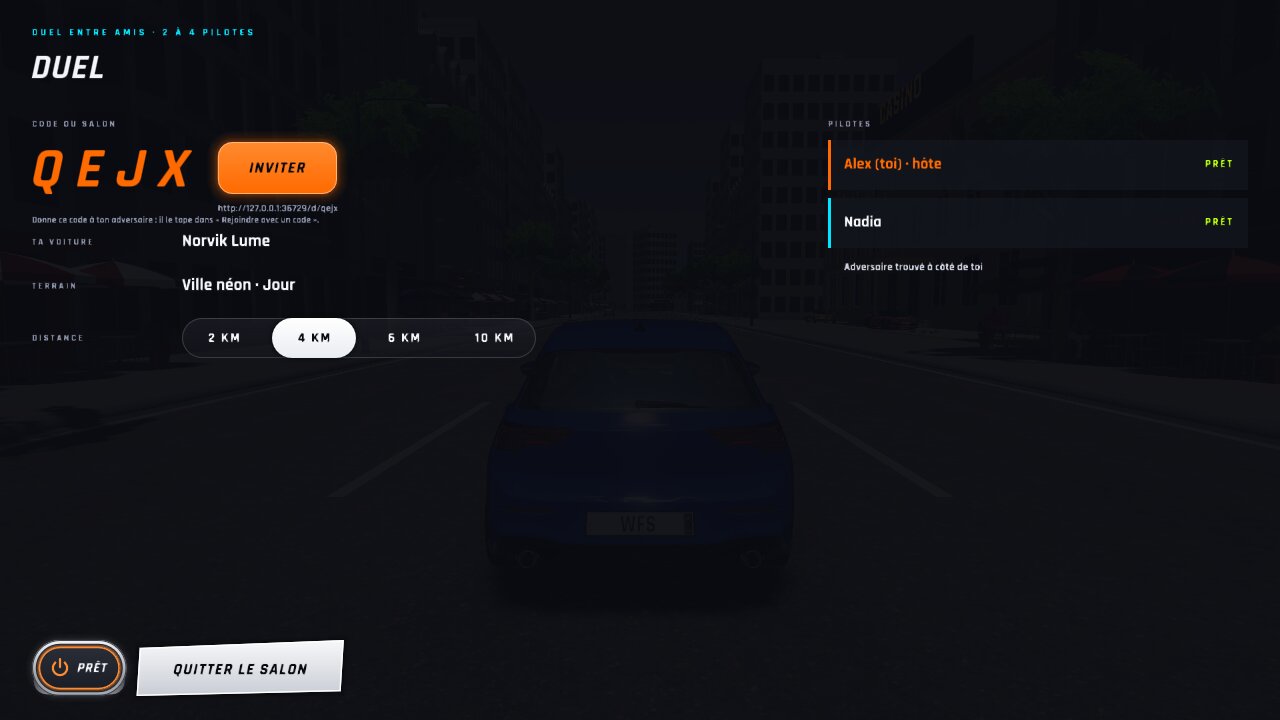 DUEL ENTRE AMIS · 2 À 4 PILOTES
DUEL
CODE DU SALON
QEJX
INVITER
http://127.0.0.1:36729/d/qejx
Donne ce code à ton adversaire : il le tape dans « Rejoindre avec un code ».
TA VOITURE
Norvik Lume
TERRAIN
Ville néon · Jour
DISTANCE
2 KM
4 KM
6 KM
10 KM
PILOTES
Alex (toi) · hôte
PRÊT
Nadia
PRÊT
Adversaire trouvé à côté de toi
CASINO
WFS
PRÊT
QUITTER LE SALON